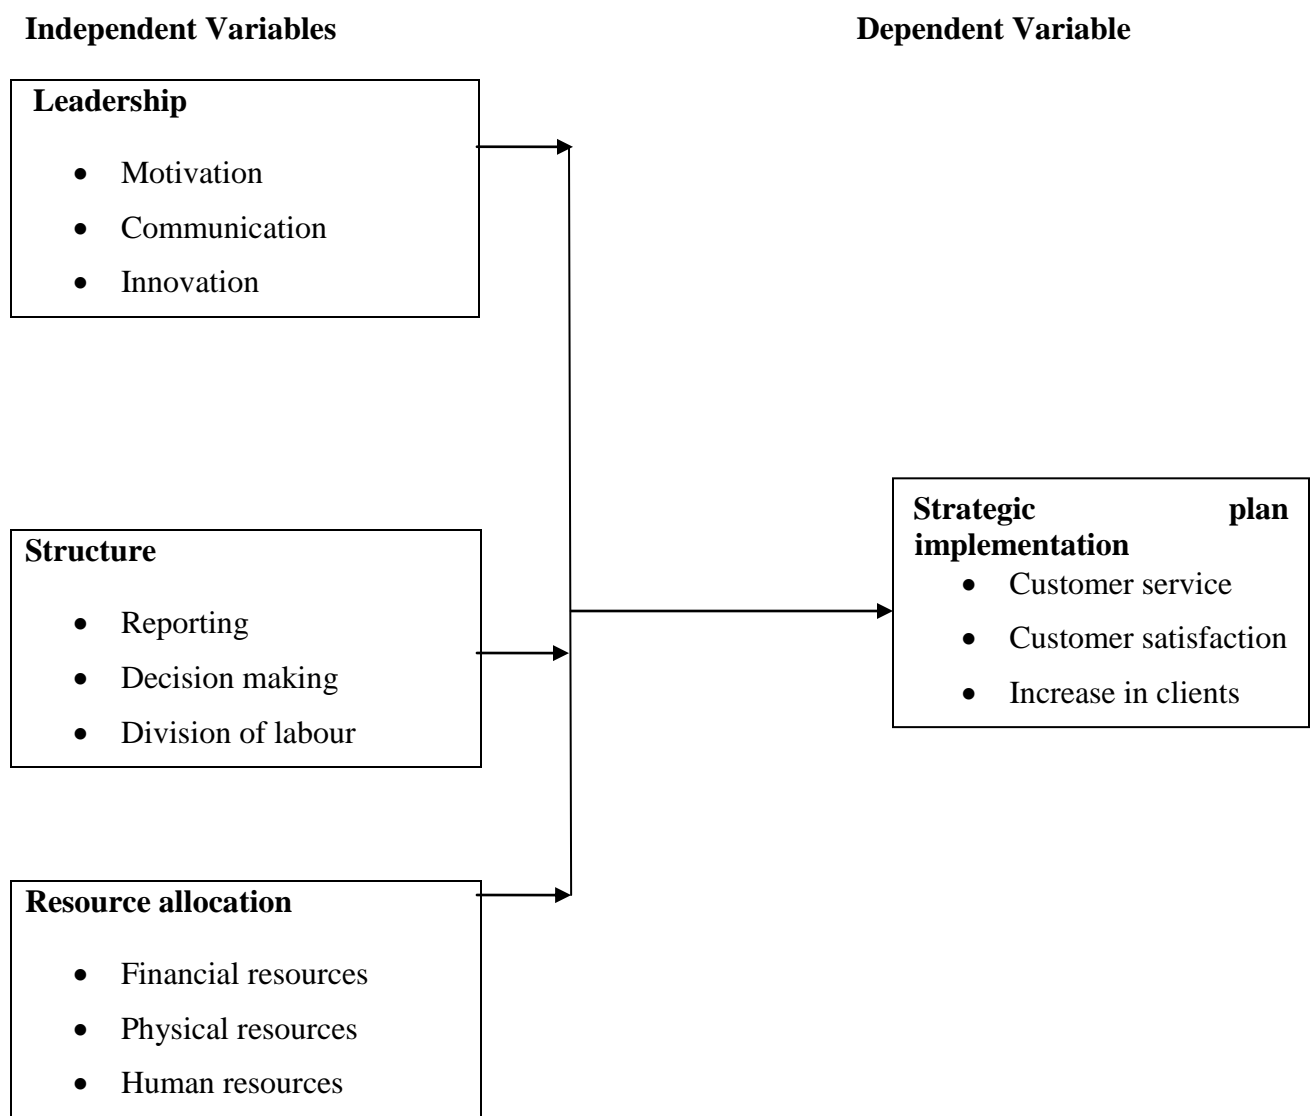 Independent Variables
Dependent Variable
Leadership
• Motivation
• Communication
• Innovation
Structure
• Reporting
• Decision making
• Division of labour
Resource allocation
• Financial resources
• Physical resources
• Human resources
Strategic plan
implementation
• Customer service
• Customer satisfaction
• Increase in clients